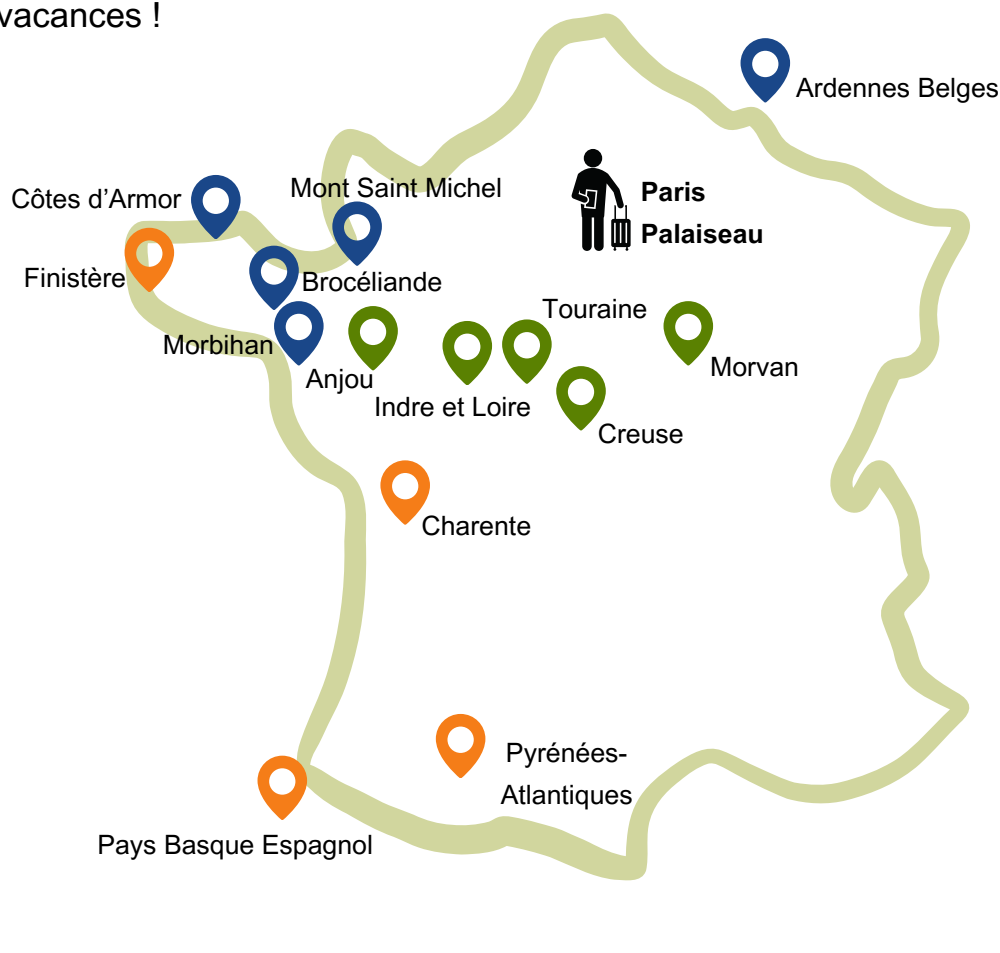 vacances !
Ardennes Belges
Côtes d’Armor
Mont Saint Michel
Paris
Palaiseau
Finistère
Brocéliande
Touraine
Morbihan
Morvan
Anjou
Indre et Loire
Creuse
Charente
Pyrénées-
Atlantiques
Pays Basque Espagnol